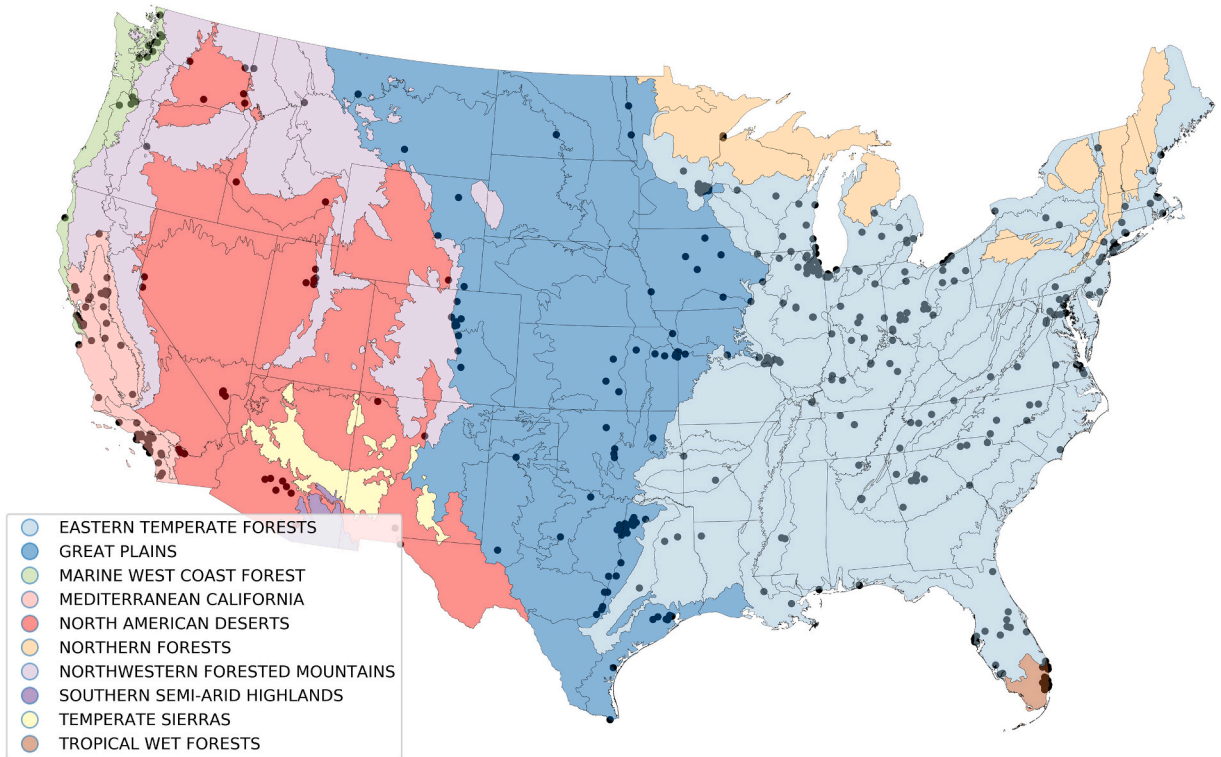 EASTERN TEMPERATE FORESTS
GREAT PLAINS
MARINE WEST COAST FOREST
MEDITERRANEAN CALIFORNIA
NORTH AMERICAN DESERTS
NORTHERN FORESTS
NORTHWESTERN FORESTED MOUNTAINS
SOUTHERN SEMI-ARID HIGHLANDS
TEMPERATE SIERRAS
TROPICAL WET FORESTS